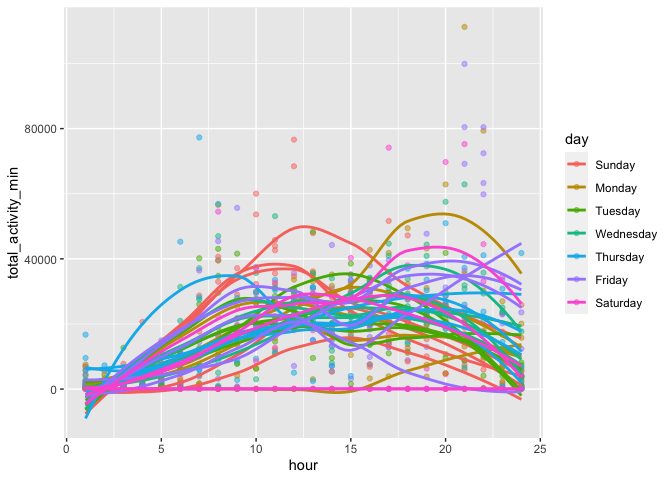 80000
40000
0
total_activity_min
0
5
10
15
20
25
hour
day
Sunday
Monday
Tuesday
Wednesday
Thursday
Friday
Saturday